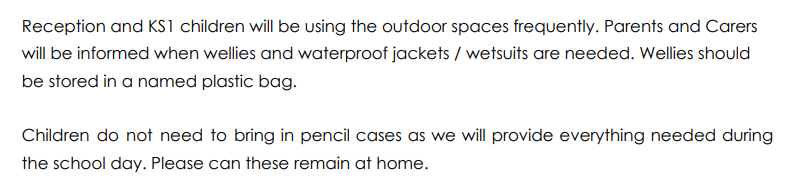 Reception and KS1 children will be using the outdoor spaces frequently. Parents and Carers
will be informed when wellies and waterproof jackets / wetsuits are needed. Wellies should
be stored in a named plastic bag.
Children do not need to bring in pencil cases as we will provide everything needed during
the school day. Please can these remain at home.